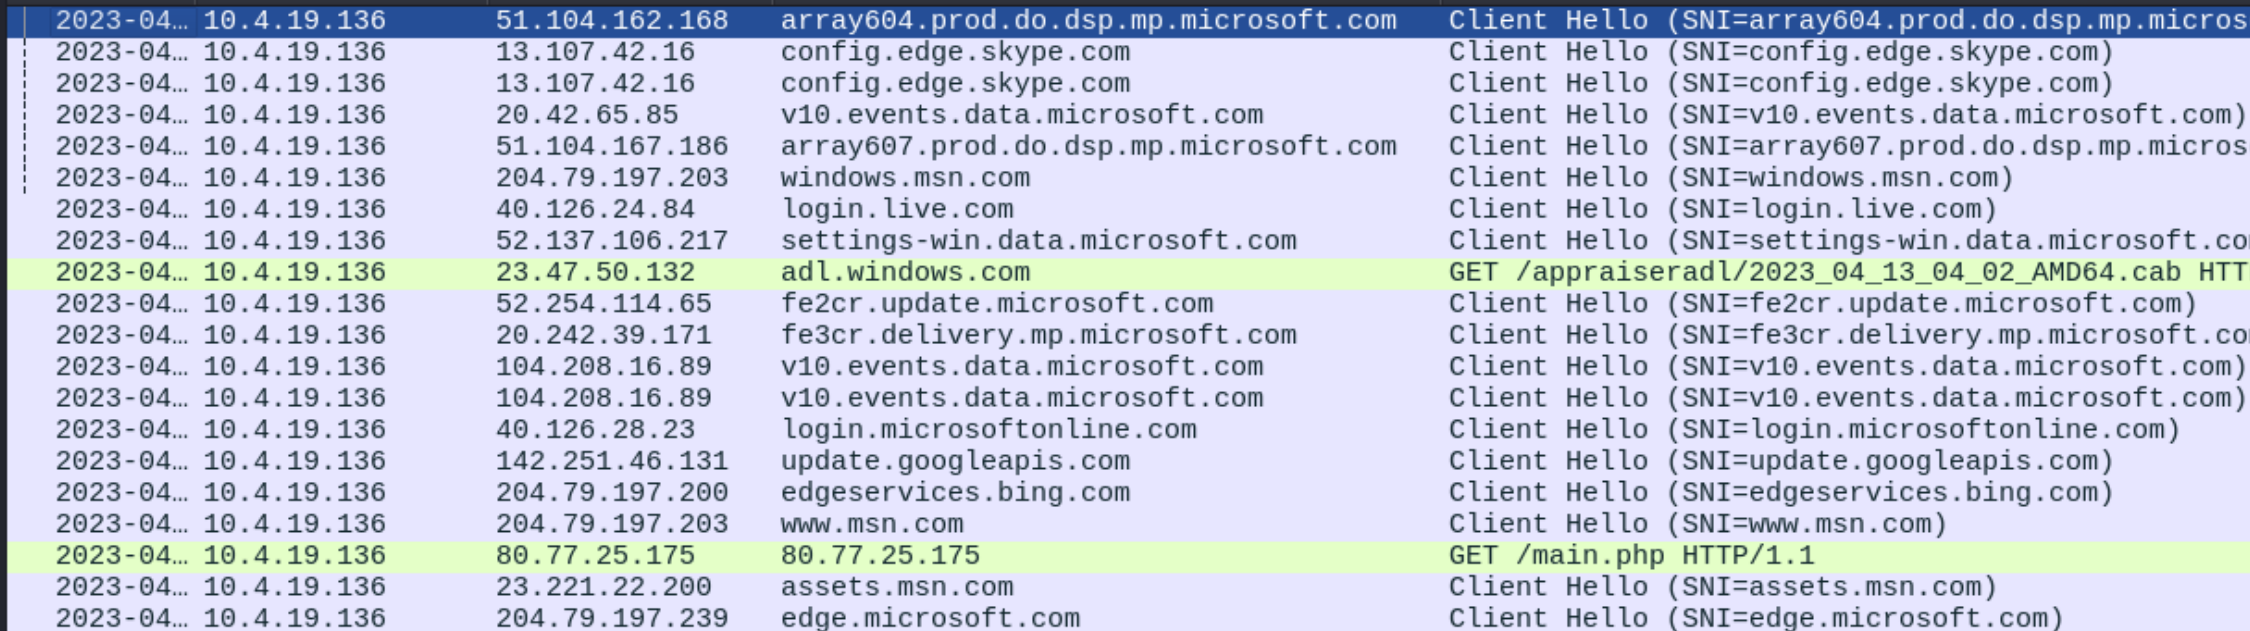 2023-04… 10.4.19.136 51.104.162.168 array604.prod.do.dsp.mp.microsoft.com Client Hello (SNI=array604.prod.do.dsp.mp.micros
2023-04… 10.4.19.136 13.107.42.16 config.edge.skype.com Client Hello (SNI=config.edge.skype.com)
2023-04… 10.4.19.136 13.107.42.16 config.edge.skype.com Client Hello (SNI=config.edge.skype.com)
2023-04… 10.4.19.136 20.42.65.85 v10.events.data.microsoft.com Client Hello (SNI=v10.events.data.microsoft.com)
2023-04… 10.4.19.136 51.104.167.186 array607.prod.do.dsp.mp.microsoft.com Client Hello (SNI=array607.prod.do.dsp.mp.micros
2023-04… 10.4.19.136 204.79.197.203 windows.msn.com Client Hello (SNI=windows.msn.com)
2023-04… 10.4.19.136 40.126.24.84 login.live.com Client Hello (SNI=login.live.com)
2023-04… 10.4.19.136 52.137.106.217 settings-win.data.microsoft.com Client Hello (SNI=settings-win.data.microsoft.co
2023-04… 10.4.19.136 23.47.50.132 adl.windows.com GET /appraiseradl/2023_04_13_04_02_AMD64.cab HTT
2023-04… 10.4.19.136 52.254.114.65 fe2cr.update.microsoft.com Client Hello (SNI=fe2cr.update.microsoft.com)
2023-04… 10.4.19.136 20.242.39.171 fe3cr.delivery.mp.microsoft.com Client Hello (SNI=fe3cr.delivery.mp.microsoft.co
2023-04… 10.4.19.136 104.208.16.89 v10.events.data.microsoft.com Client Hello (SNI=v10.events.data.microsoft.com)
2023-04… 10.4.19.136 104.208.16.89 v10.events.data.microsoft.com Client Hello (SNI=v10.events.data.microsoft.com)
2023-04… 10.4.19.136 40.126.28.23 login.microsoftonline.com Client Hello (SNI=login.microsoftonline.com)
2023-04… 10.4.19.136 142.251.46.131 update.googleapis.com Client Hello (SNI=update.googleapis.com)
2023-04… 10.4.19.136 204.79.197.200 edgeservices.bing.com Client Hello (SNI=edgeservices.bing.com)
2023-04… 10.4.19.136 204.79.197.203 www.msn.com Client Hello (SNI=www.msn.com)
2023-04… 10.4.19.136 80.77.25.175 80.77.25.175 GET /main.php HTTP/1.1
2023-04… 10.4.19.136 23.221.22.200 assets.msn.com Client Hello (SNI=assets.msn.com)
2023-04… 10.4.19.136 204.79.197.239 edge.microsoft.com Client Hello (SNI=edge.microsoft.com)